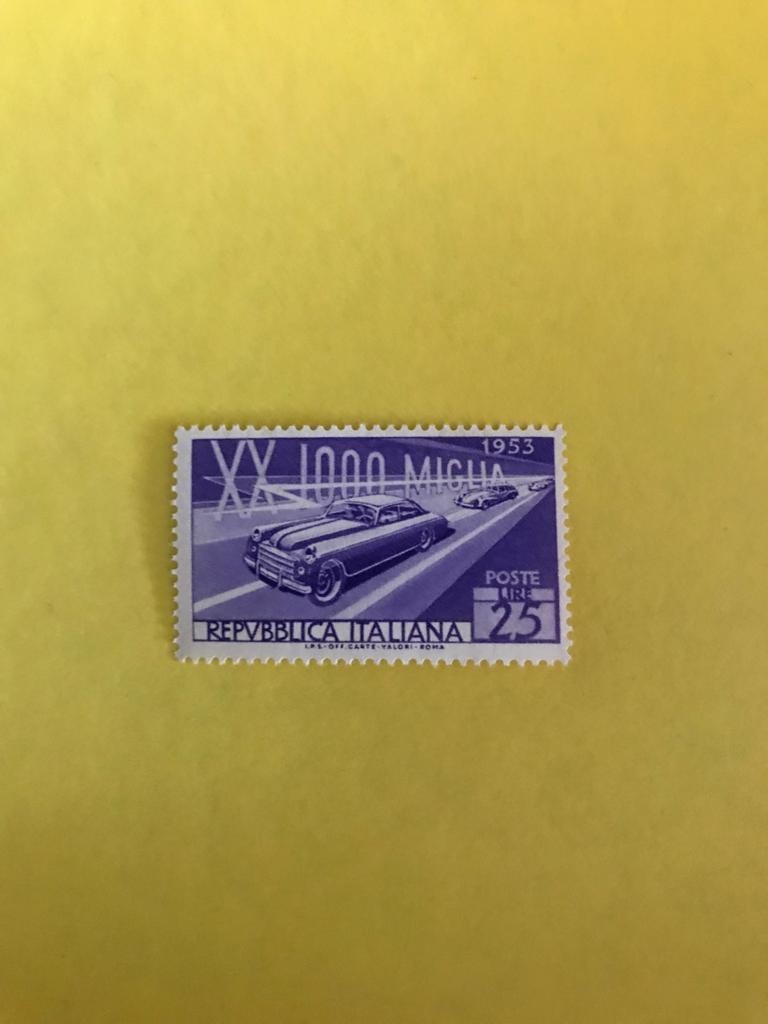 1953
XX 1000 MIGLIA
POSTE
LIRE
25
REPVBBLICA ITALIANA
I.P.S-OFF.CARTE-VALORI-ROMA